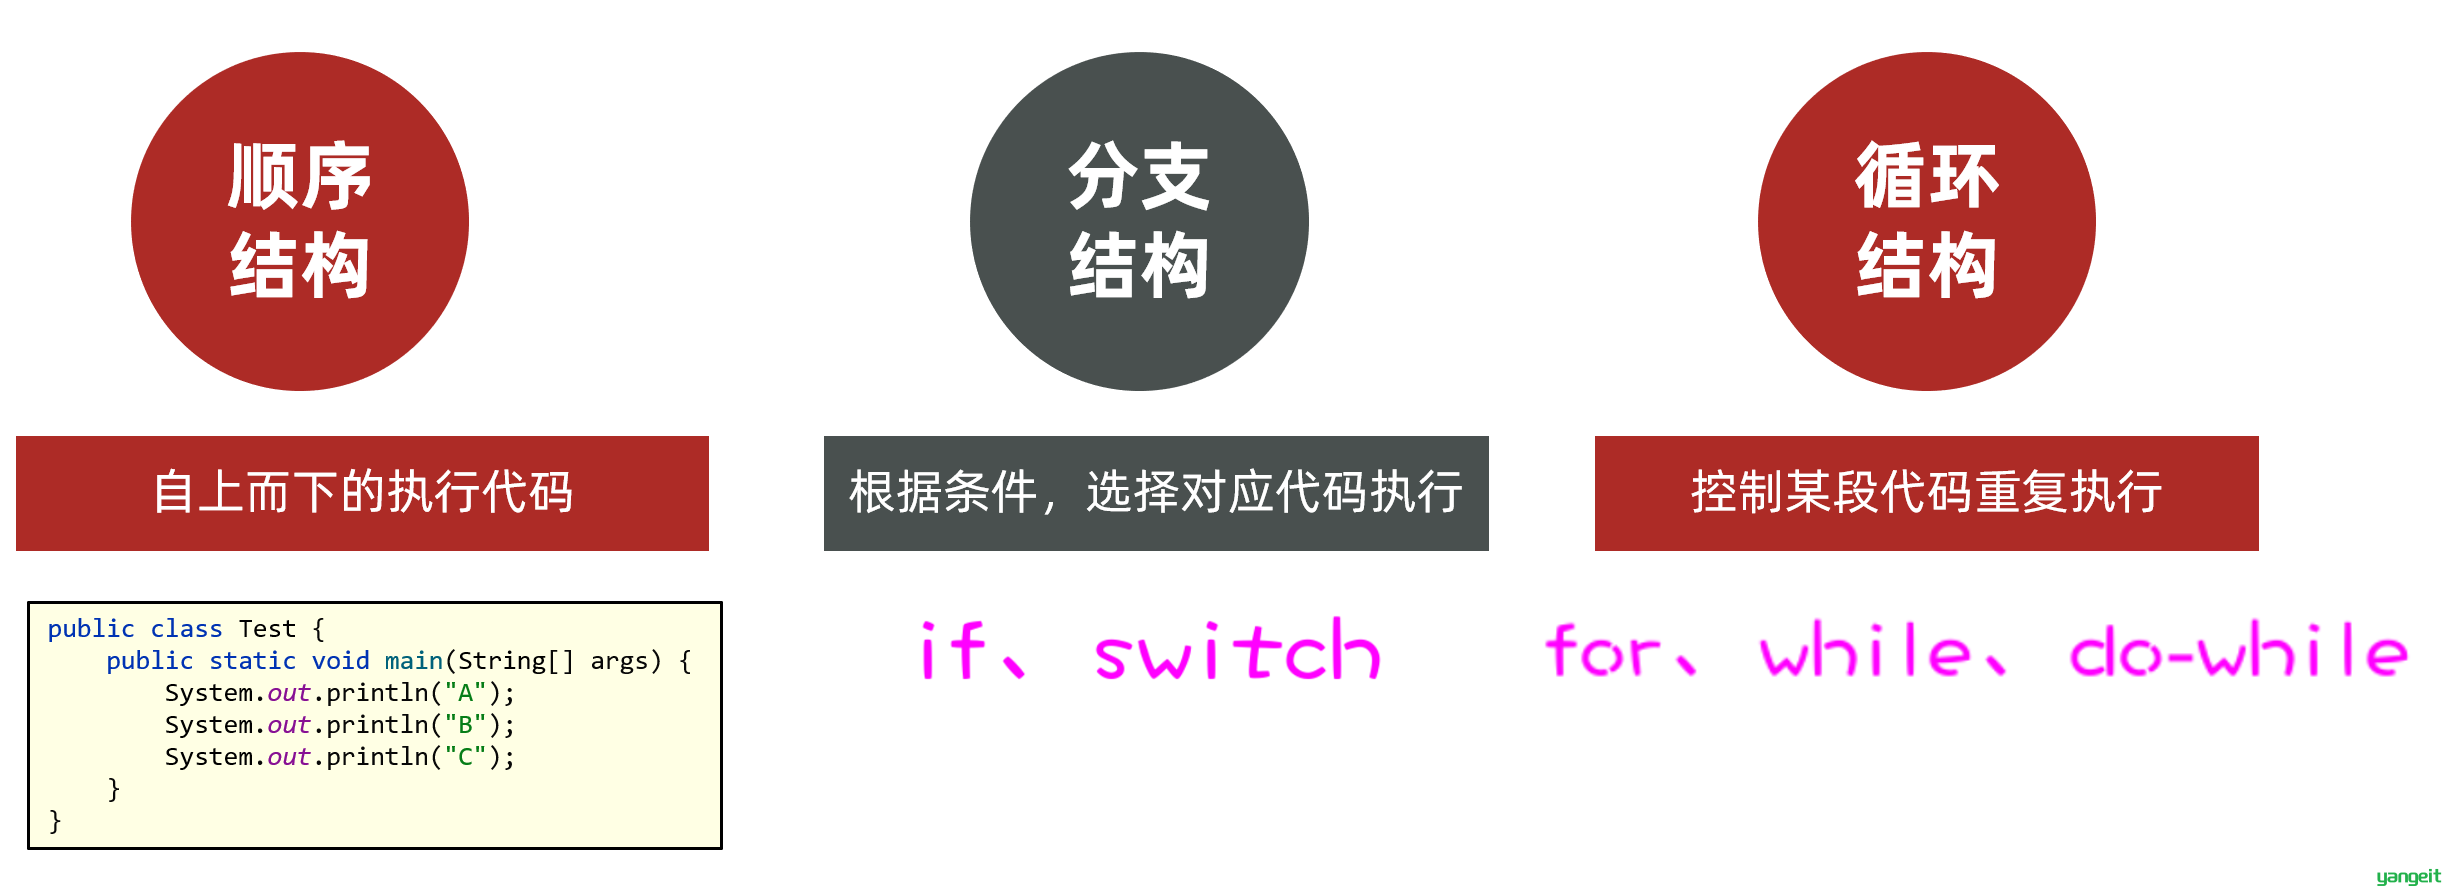 顺序
结构
分支
结构
循环
结构
自上而下的执行代码
根据条件，选择对应代码执行
控制某段代码重复执行
public class Test {
    public static void main(String[] args) {
        System.out.println("A");
        System.out.println("B");
        System.out.println("C");
    }
}
if、switch
for、while、do-while
yangeit